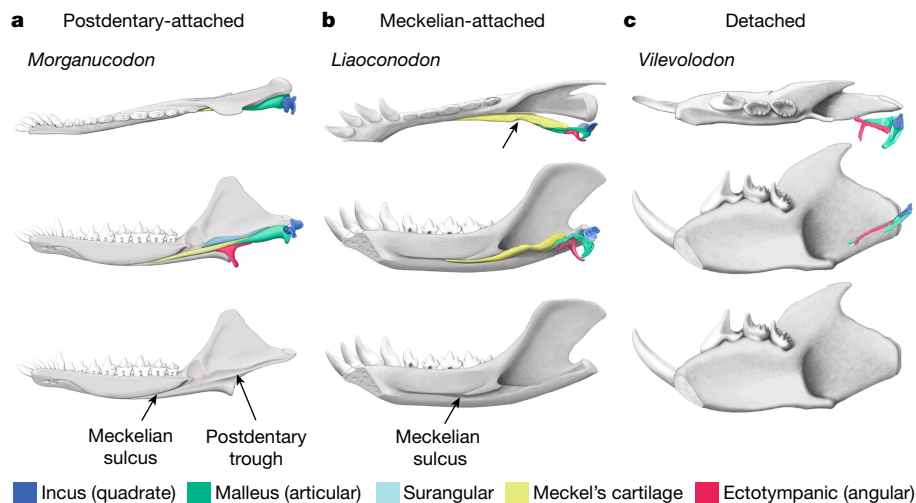 a Postdentary-attached
b Meckelian-attached
c Detached
Morganucodon
Liaoconodon
Vilevolodon
Meckelian
sulcus
Postdentary
trough
Meckelian
sulcus
Incus (quadrate)
Malleus (articular)
Surangular
Meckel's cartilage
Ectotympanic (angular)